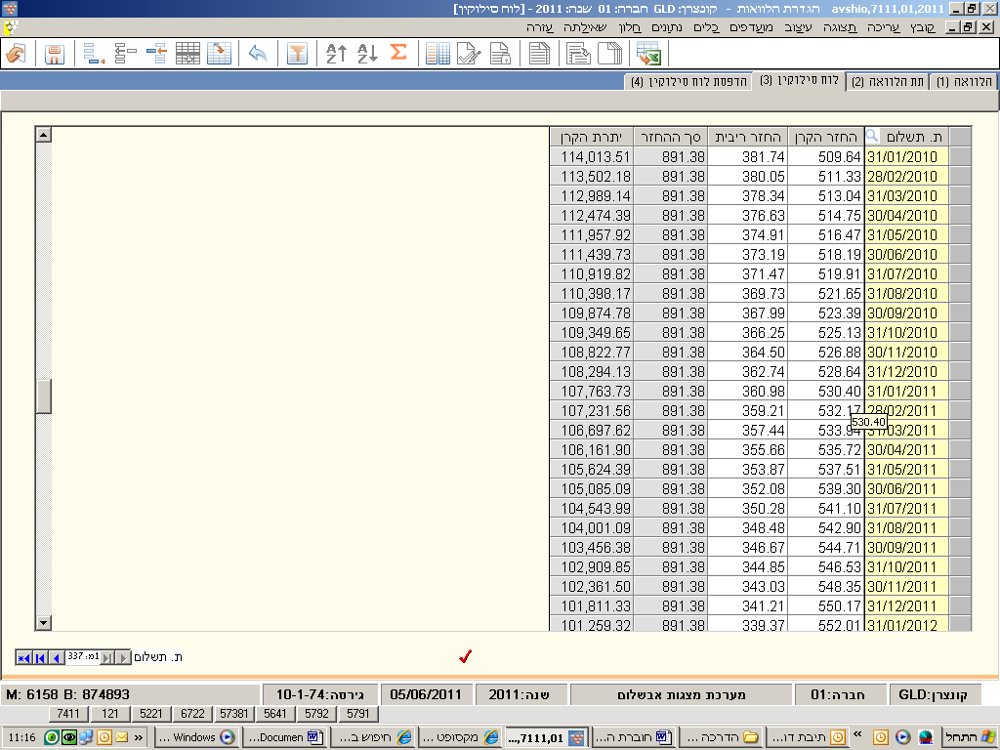 avshio,7111,01,2011 הגדרת הלוואות - קונצרן: GLD חברה: 01 שנה: 2011 - [לוח סילוקין]
קובץ עריכה תצוגה עיצוב מועדפים כלים נתונים חלון שאילתה עזרה
הלוואה (1) תת הלוואה (2) לוח סילוקין (3) הדפסת לוח סילוקין (4)
ת. תשלום החזר הקרן החזר ריבית סך ההחזר יתרת הקרן
31/01/2010 509.64 381.74 891.38 114,013.51
28/02/2010 511.33 380.05 891.38 113,502.18
31/03/2010 513.04 378.34 891.38 112,989.14
30/04/2010 514.75 376.63 891.38 112,474.39
31/05/2010 516.47 374.91 891.38 111,957.92
30/06/2010 518.19 373.19 891.38 111,439.73
31/07/2010 519.91 371.47 891.38 110,919.82
31/08/2010 521.65 369.73 891.38 110,398.17
30/09/2010 523.39 367.99 891.38 109,874.78
31/10/2010 525.13 366.25 891.38 109,349.65
30/11/2010 526.88 364.50 891.38 108,822.77
31/12/2010 528.64 362.74 891.38 108,294.13
31/01/2011 530.40 360.98 891.38 107,763.73
28/02/2011 532.17 359.21 891.38 107,231.56
530.40
31/03/2011 533.94 357.44 891.38 106,697.62
30/04/2011 535.72 355.66 891.38 106,161.90
31/05/2011 537.51 353.87 891.38 105,624.39
30/06/2011 539.30 352.08 891.38 105,085.09
31/07/2011 541.10 350.28 891.38 104,543.99
31/08/2011 542.90 348.48 891.38 104,001.09
30/09/2011 544.71 346.67 891.38 103,456.38
31/10/2011 546.53 344.85 891.38 102,909.85
30/11/2011 548.35 343.03 891.38 102,361.50
31/12/2011 550.17 341.21 891.38 101,811.33
31/01/2012 552.01 339.37 891.38 101,259.32
ת. תשלום 1מ: 337
קונצרן:GLD חברה:01 מערכת מצגות אבשלום שנה:2011 05/06/2011 גירסה:10-1-74 M: 6158 B: 874893
7411 121 5221 6722 57381 5641 5792 5791
התחל תיבת דו... הדרכה ... חוברת ה... 7111,01,... מקסופט ... חיפוש ב... Documen... Windows ... 11:16